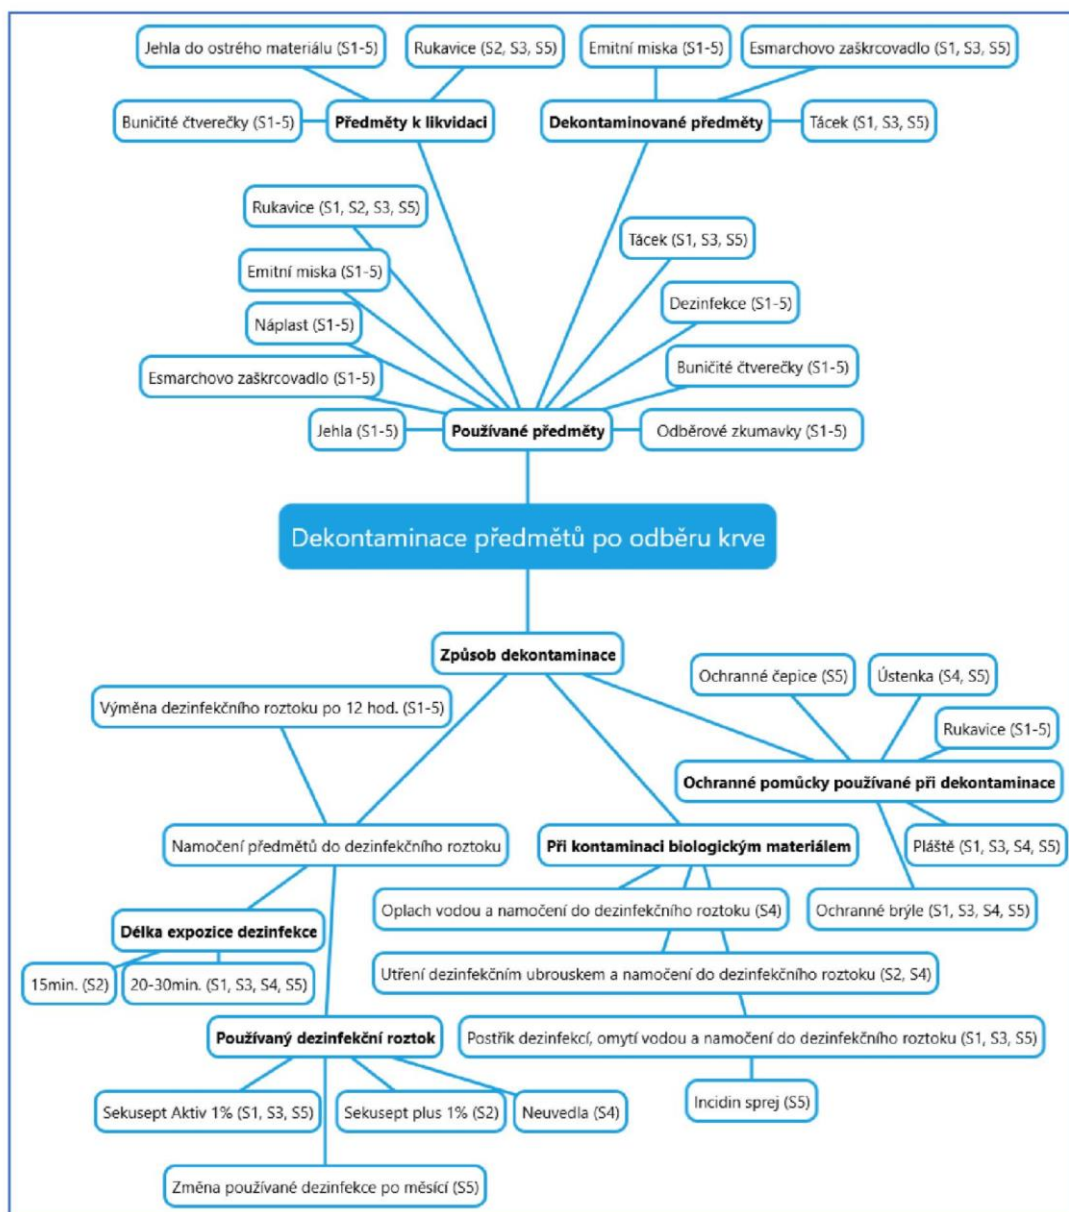 Jehla do ostrého materiálu (S1-5)
Rukavice (S2, S3, S5)
Emitní miska (S1-5)
Esmarchovo zaškrcovadlo (S1, S3, S5)
Buničité čtverečky (S1-5)
Předměty k likvidaci
Dekontaminované předměty
Tácek (S1, S3, S5)
Rukavice (S1, S2, S3, S5)
Tácek (S1, S3, S5)
Emitní miska (S1-5)
Dezinfekce (S1-5)
Náplast (S1-5)
Buničité čtverečky (S1-5)
Esmarchovo zaškrcovadlo (S1-5)
Jehla (S1-5)
Používané předměty
Odběrové zkumavky (S1-5)
Dekontaminace předmětů po odběru krve
Způsob dekontaminace
Ochranné čepice (S5)
Ústenka (S4, S5)
Výměna dezinfekčního roztoku po 12 hod. (S1-5)
Rukavice (S1-5)
Ochranné pomůcky používané při dekontaminace
Namočení předmětů do dezinfekčního roztoku
Při kontaminaci biologickým materiálem
Pláště (S1, S3, S4, S5)
Oplach vodou a namočení do dezinfekčního roztoku (S4)
Ochranné brýle (S1, S3, S4, S5)
Délka expozice dezinfekce
15min. (S2)
20-30min. (S1, S3, S4, S5)
Utření dezinfekčním ubrouskem a namočení do dezinfekčního roztoku (S2, S4)
Používaný dezinfekční roztok
Postřik dezinfekcí, omytí vodou a namočení do dezinfekčního roztoku (S1, S3, S5)
Sekusept Aktiv 1% (S1, S3, S5)
Sekusept plus 1% (S2)
Neuvedla (S4)
Incidin sprej (S5)
Změna používané dezinfekce po měsící (S5)